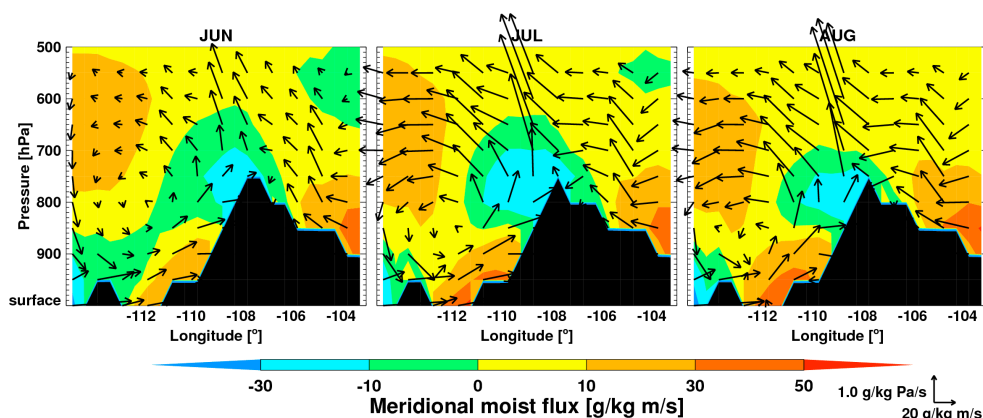 JUN JUL AUG
500
600
700
800
900
surface
Pressure [hPa]
-112 -110 -108 -106 -104 -112 -110 -108 -106 -104 -112 -110 -108 -106 -104
Longitude [°] Longitude [°] Longitude [°]
-30 -10 0 10 30 50
Meridional moist flux [g/kg m/s]
1.0 g/kg Pa/s
20 g/kg m/s